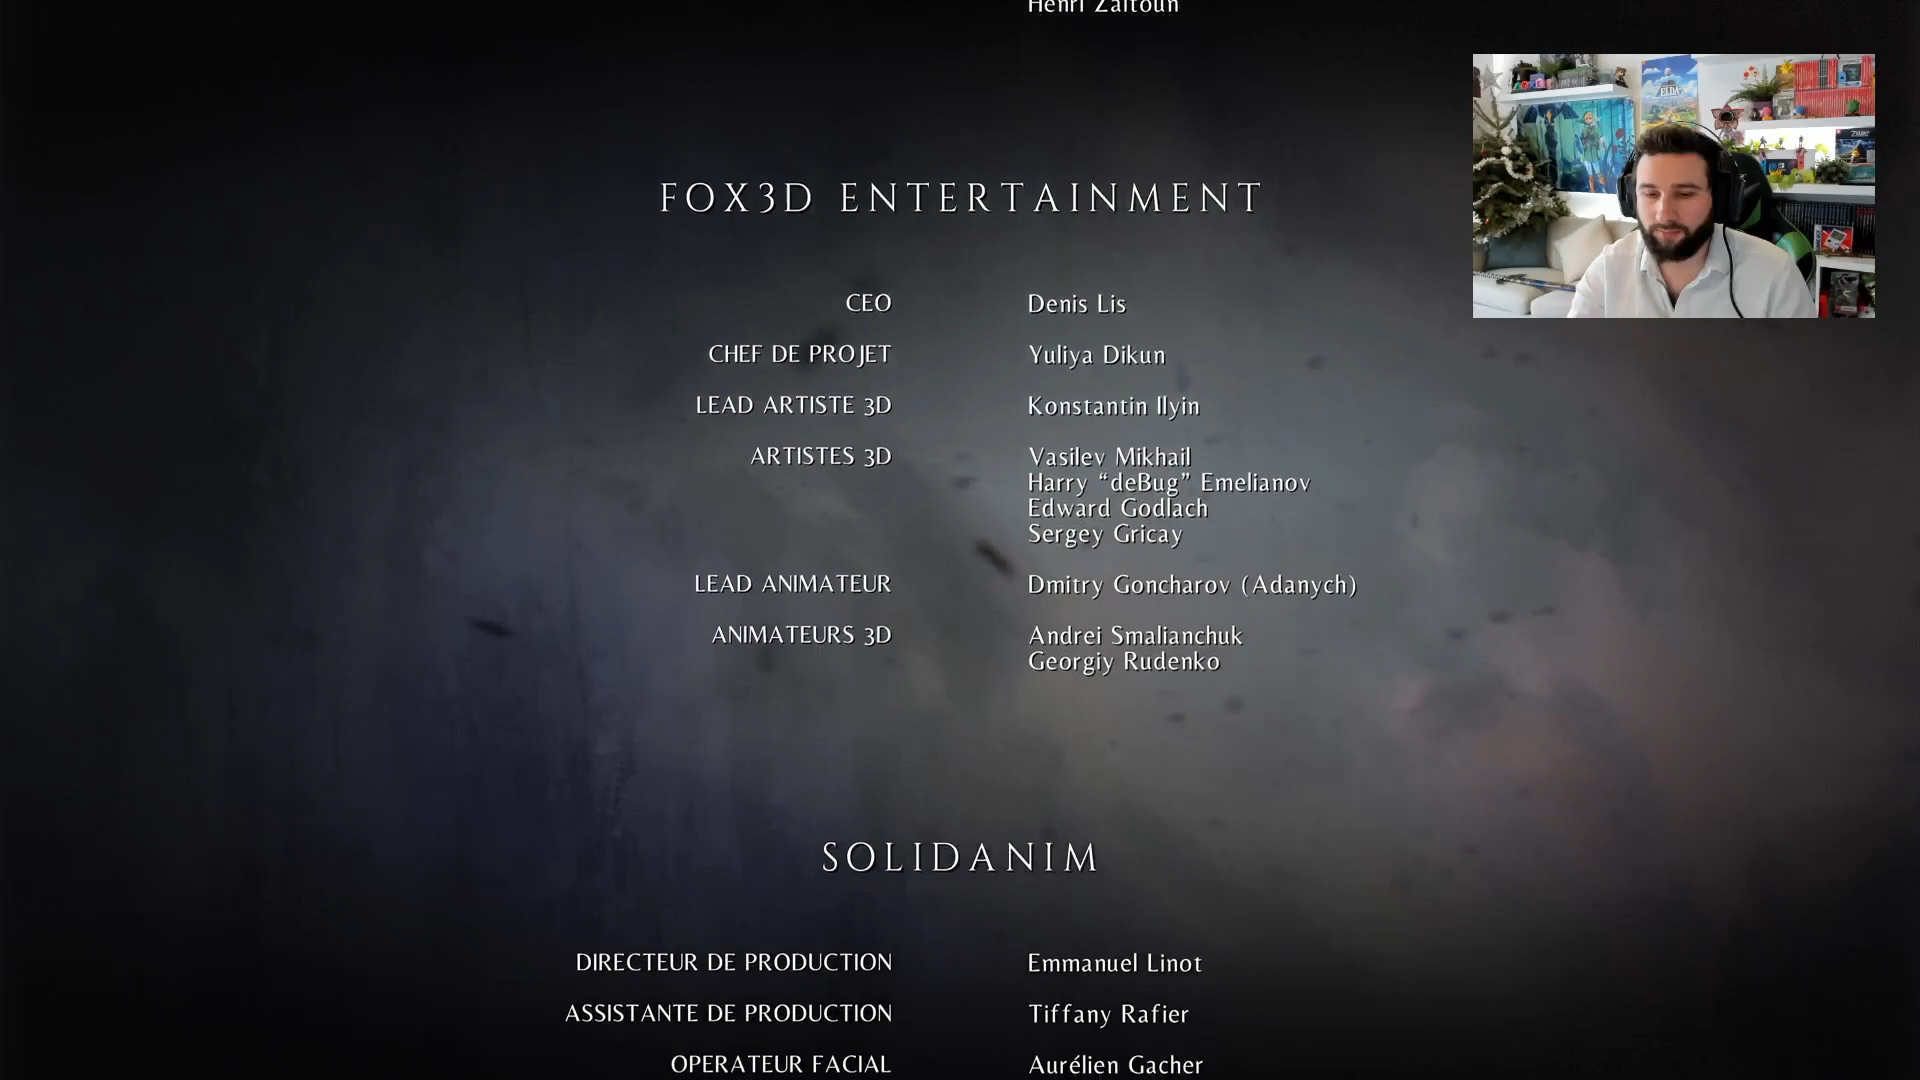 Henri Zaitoun
FOX3D ENTERTAINMENT
CEO Denis Lis
CHEF DE PROJET Yuliya Dikun
LEAD ARTISTE 3D Konstantin Ilyin
ARTISTES 3D Vasilev Mikhail
Harry “deBug” Emelianov
Edward Godlach
Sergey Gricay
LEAD ANIMATEUR Dmitry Goncharov (Adanych)
ANIMATEURS 3D Andrei Smalianchuk
Georgiy Rudenko
SOLIDANIM
DIRECTEUR DE PRODUCTION Emmanuel Linot
ASSISTANTE DE PRODUCTION Tiffany Rafier
OPERATEUR FACIAL Aurélien Gacher